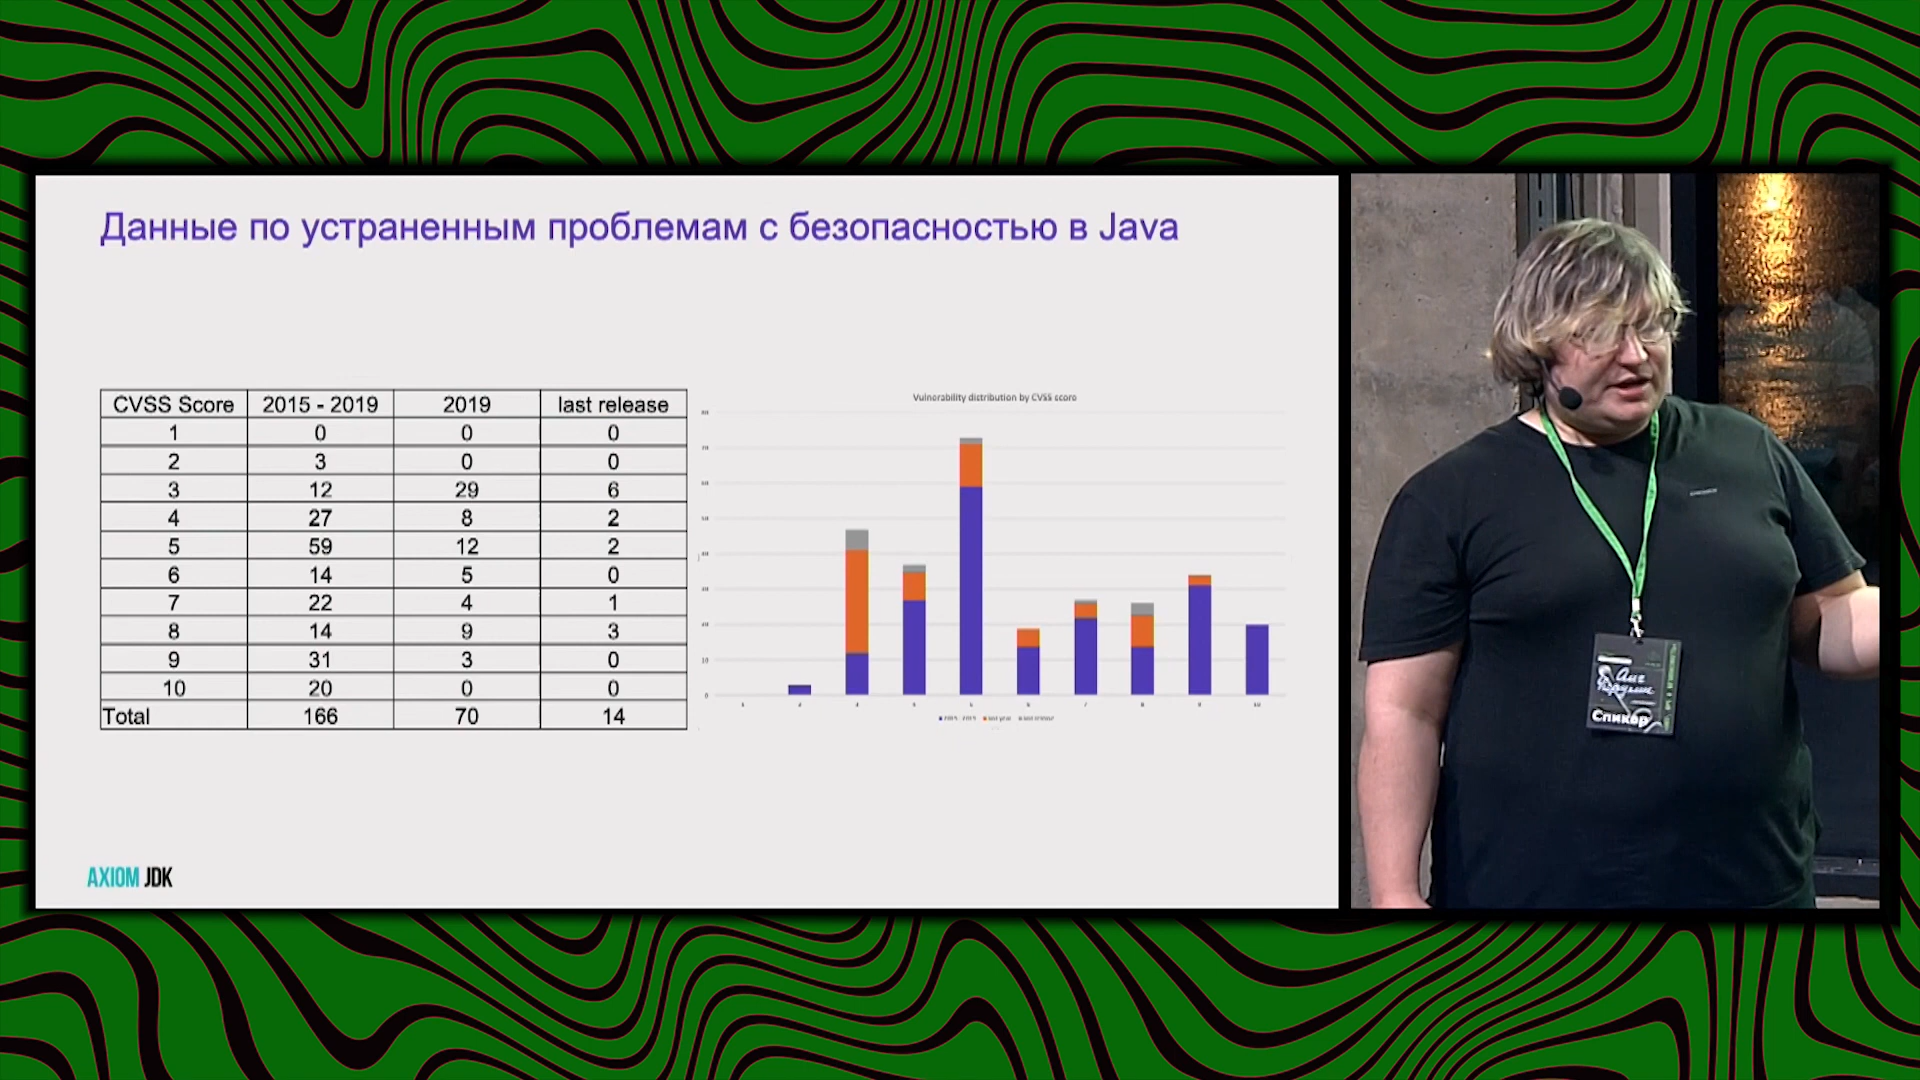 Данные по устраненным проблемам с безопасностью в Java
CVSS Score 2015 - 2019 2019 last release
1 0 0 0
2 3 0 0
3 12 29 6
4 27 8 2
5 59 12 2
6 14 5 0
7 22 4 1
8 14 9 3
9 31 3 0
10 20 0 0
Total 166 70 14
Vulnerability distribution by CVSS score
AXIOM JDK
Спикер